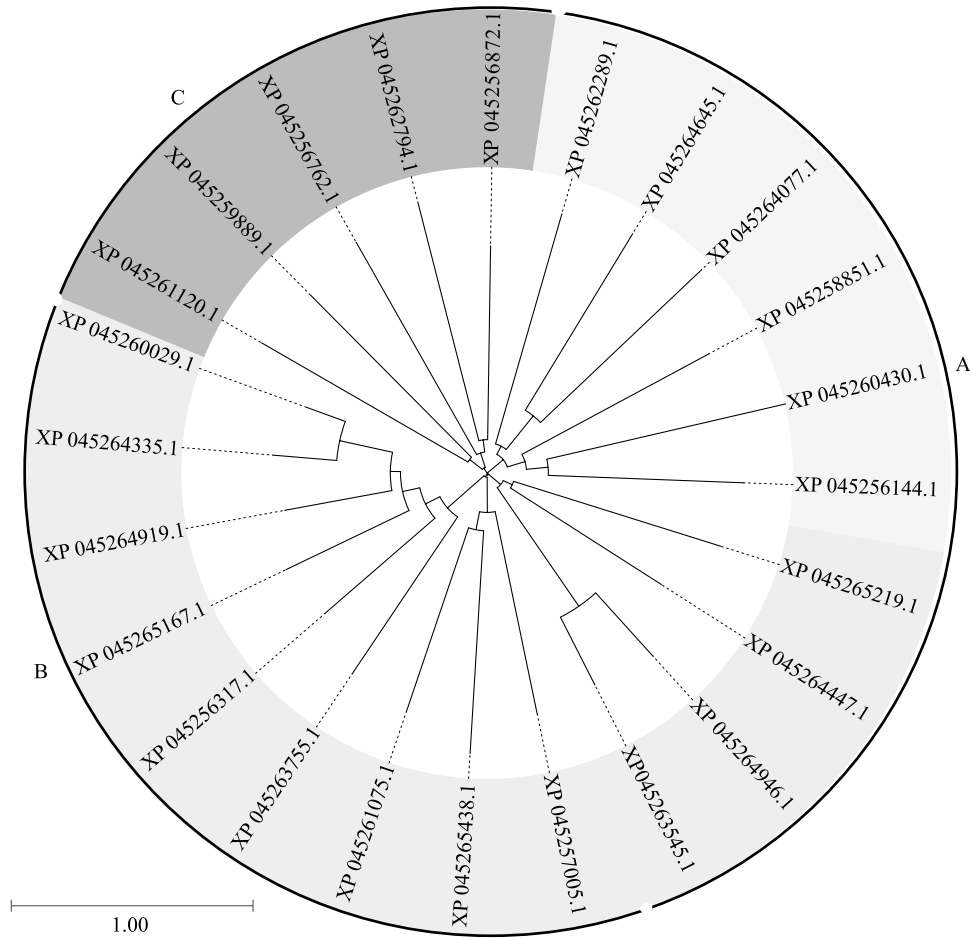 XP 045256872.1
XP 045262289.1
XP 045264645.1
XP 045264077.1
XP 045258851.1
A
XP 045260430.1
XP 045256144.1
XP 045265219.1
XP 045264447.1
XP 045264946.1
XP045263545.1
XP 045257005.1
XP 045265438.1
XP 045261075.1
XP 045263755.1
XP 045256317.1
B
XP 045265167.1
XP 045264919.1
XP 045264335.1
XP 045260029.1
XP 045261120.1
XP 045259889.1
C
XP 045256762.1
XP 045262794.1
1.00